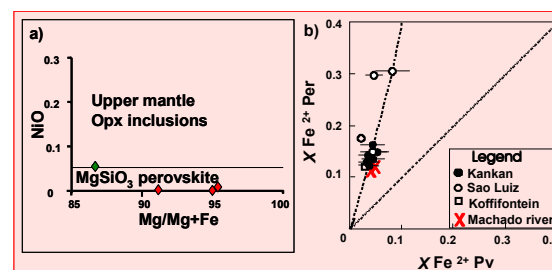 a)
0.3
0.2
0.1
0
NiO
Upper mantle
Opx inclusions
MgSiO3 perovskite
85
90
95
100
Mg/Mg+Fe
b)
0.4
0.3
0.2
0.1
0
X Fe 2+ Per
0.1
0.2
0.3
X Fe 2+ Pv
Legend
Kankan
Sao Luiz
Koffifontein
Machado river